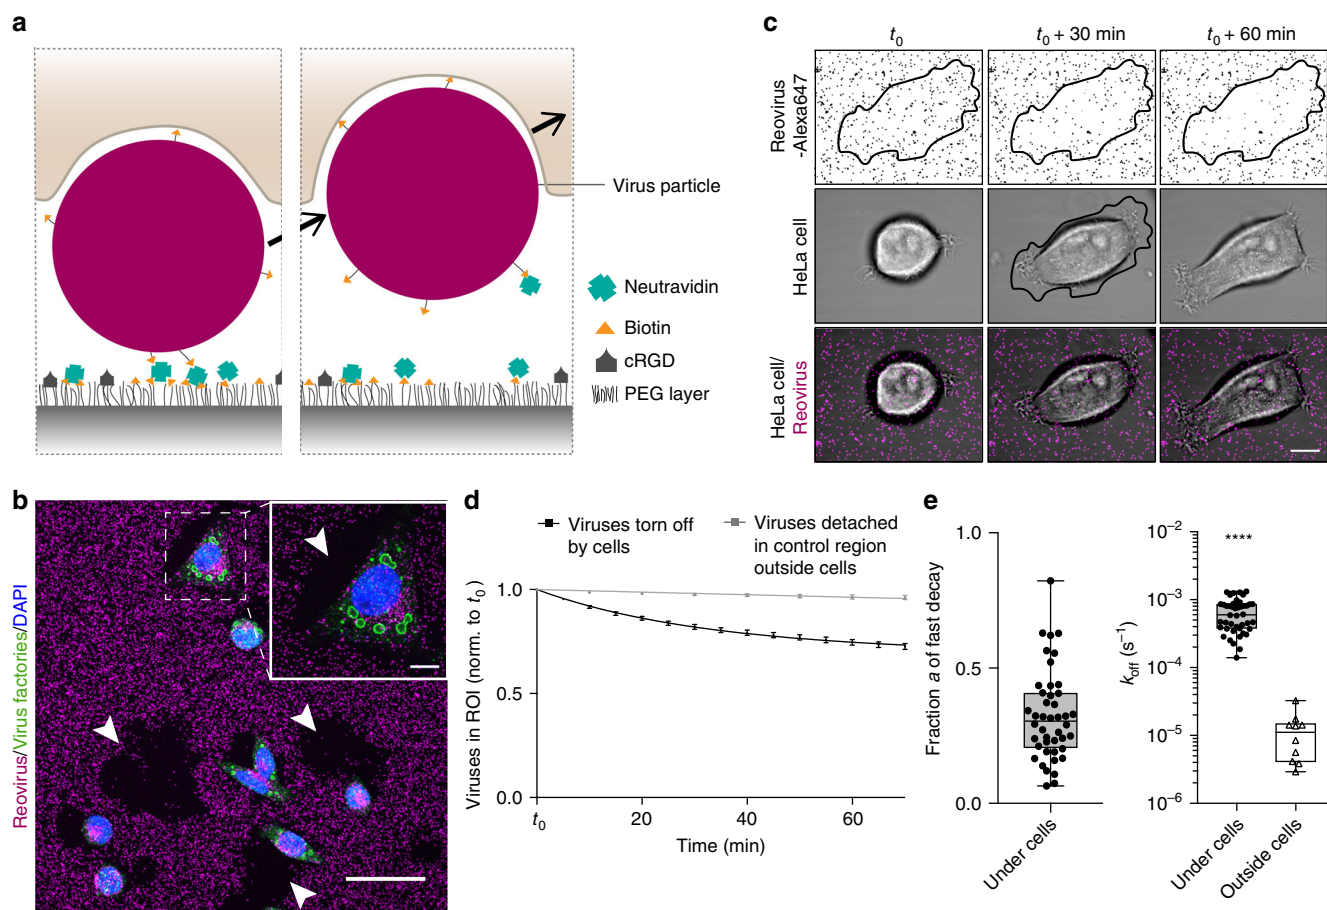 a
Virus particle
Neutravidin
Biotin
cRGD
PEG layer
b
Reovirus/Virus factories/DAPI
c
t0
t0 + 30 min
t0 + 60 min
Reovirus
-Alexa647
HeLa cell
HeLa cell/
Reovirus
d
Viruses torn off
by cells
Viruses detached
in control region
outside cells
Viruses in ROI (norm. to t0)
1.0
0.5
0.0
t0
20
40
60
Time (min)
e
Fraction a of fast decay
1.0
0.5
0.0
Under cells
koff (s−1)
10−2
10−3
10−4
10−5
10−6
****
Under cells
Outside cells